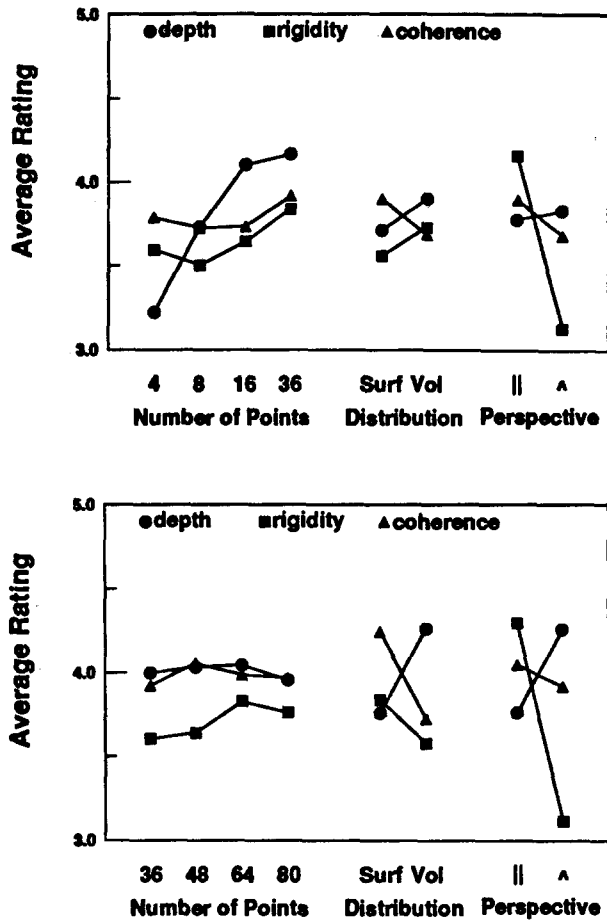 5.0
●depth ■rigidity ▲coherence
Average Rating
4.0
3.0
4 8 16 36 Surf Vol || ^
Number of Points Distribution Perspective
5.0
●depth ■rigidity ▲coherence
Average Rating
4.0
3.0
36 48 64 80 Surf Vol || ^
Number of Points Distribution Perspective